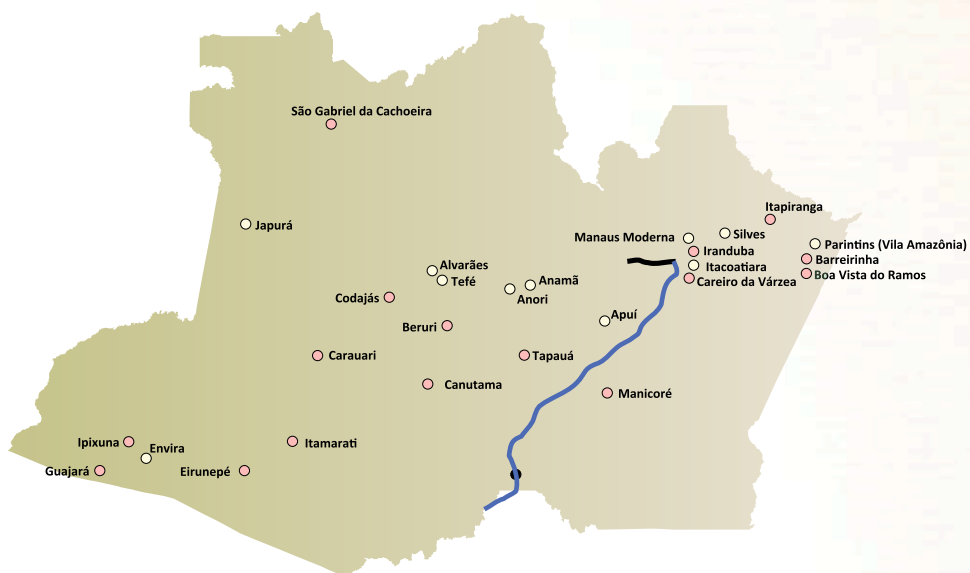 São Gabriel da Cachoeira
Itapiranga
Japurá
Silves
Manaus Moderna
Parintins (Vila Amazônia)
Iranduba
Barreirinha
Itacoatiara
Alvarães
Boa Vista do Ramos
Careiro da Várzea
Tefé
Anamã
Codajás
Anori
Apuí
Beruri
Carauari
Tapauá
Canutama
Manicoré
Ipixuna
Itamarati
Envira
Guajará
Eirunepé